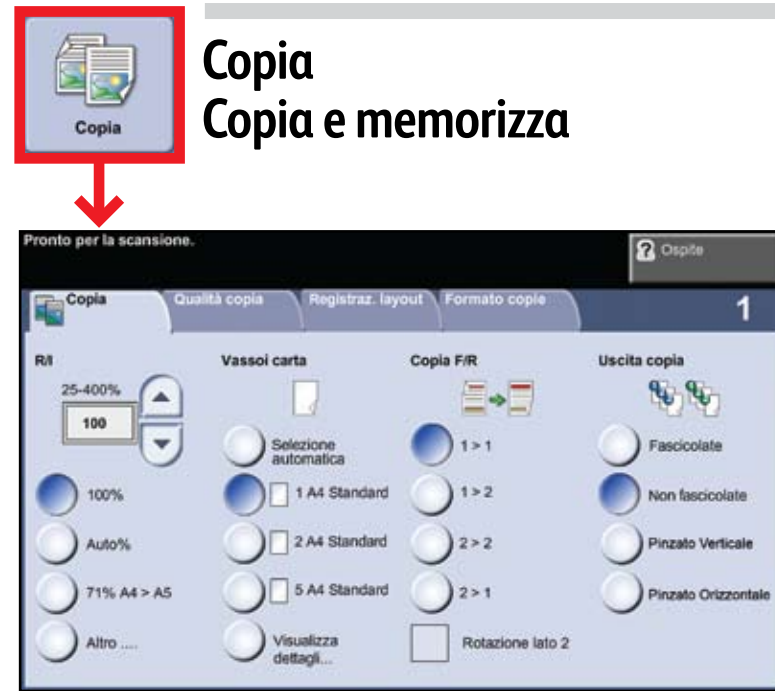 Copia
Copia
Copia e memorizza
Pronto per la scansione.
Ospite
Copia
Qualità copia
Registraz. layout
Formato copie
1
R/I
25-400%
100
100%
Auto%
71% A4 > A5
Altro ....
Vassoi carta
Selezione
automatica
1 A4 Standard
2 A4 Standard
5 A4 Standard
Visualizza
dettagli...
Copia F/R
1 > 1
1 > 2
2 > 2
2 > 1
Rotazione lato 2
Uscita copia
Fascicolate
Non fascicolate
Pinzato Verticale
Pinzato Orizzontale